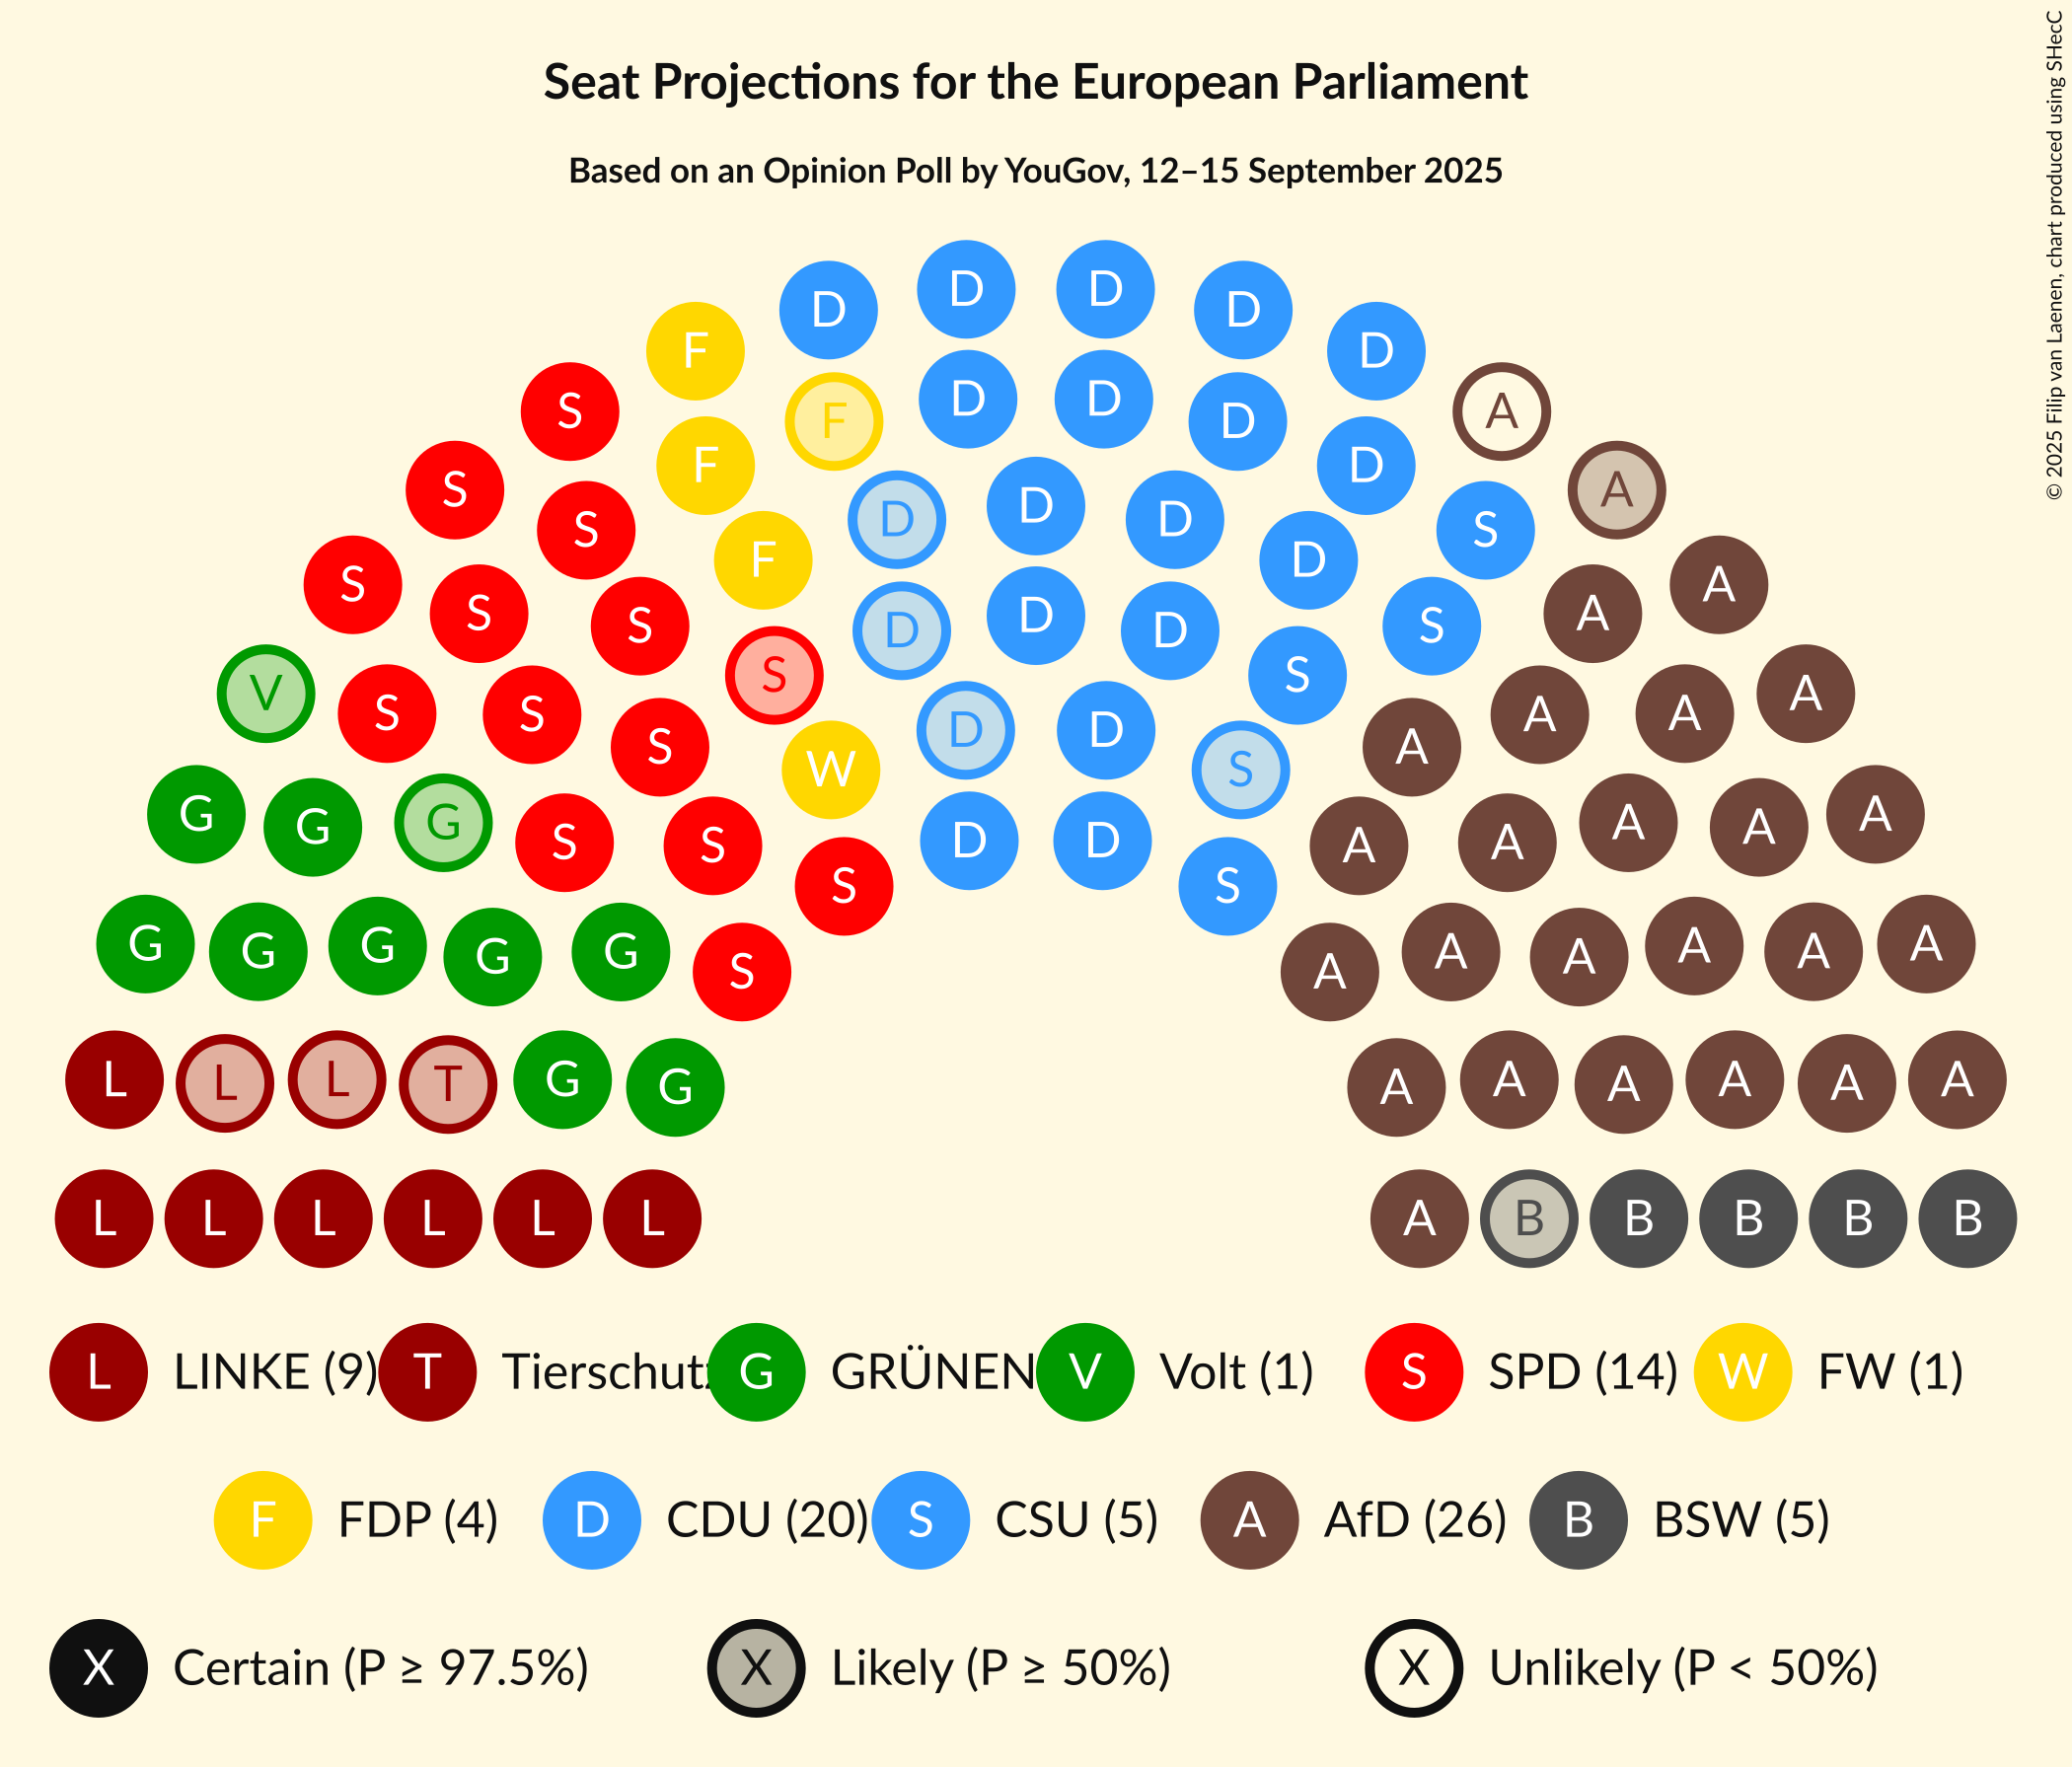 Seat Projections for the European Parliament
Based on an Opinion Poll by YouGov, 12–15 September 2025
© 2025 Filip van Laenen, chart produced using SHecC
D D
D D
F D
D D
S A
F D
F D
S A
D
D D
S S
F D
S A
S D A
S D D S
S S
V A
S S A A
D D
S A
W S
G A
G G A A
S S D D A A
S S
G G G G G A A A A A
S A
L L L T G G A A A A A A
L L L L L L A B B B B B
L LINKE (9) T Tierschutz G GRÜNEN V Volt (1) S SPD (14) W FW (1)
F FDP (4) D CDU (20) S CSU (5) A AfD (26) B BSW (5)
X Certain (P ≥ 97.5%) X Likely (P ≥ 50%) X Unlikely (P < 50%)